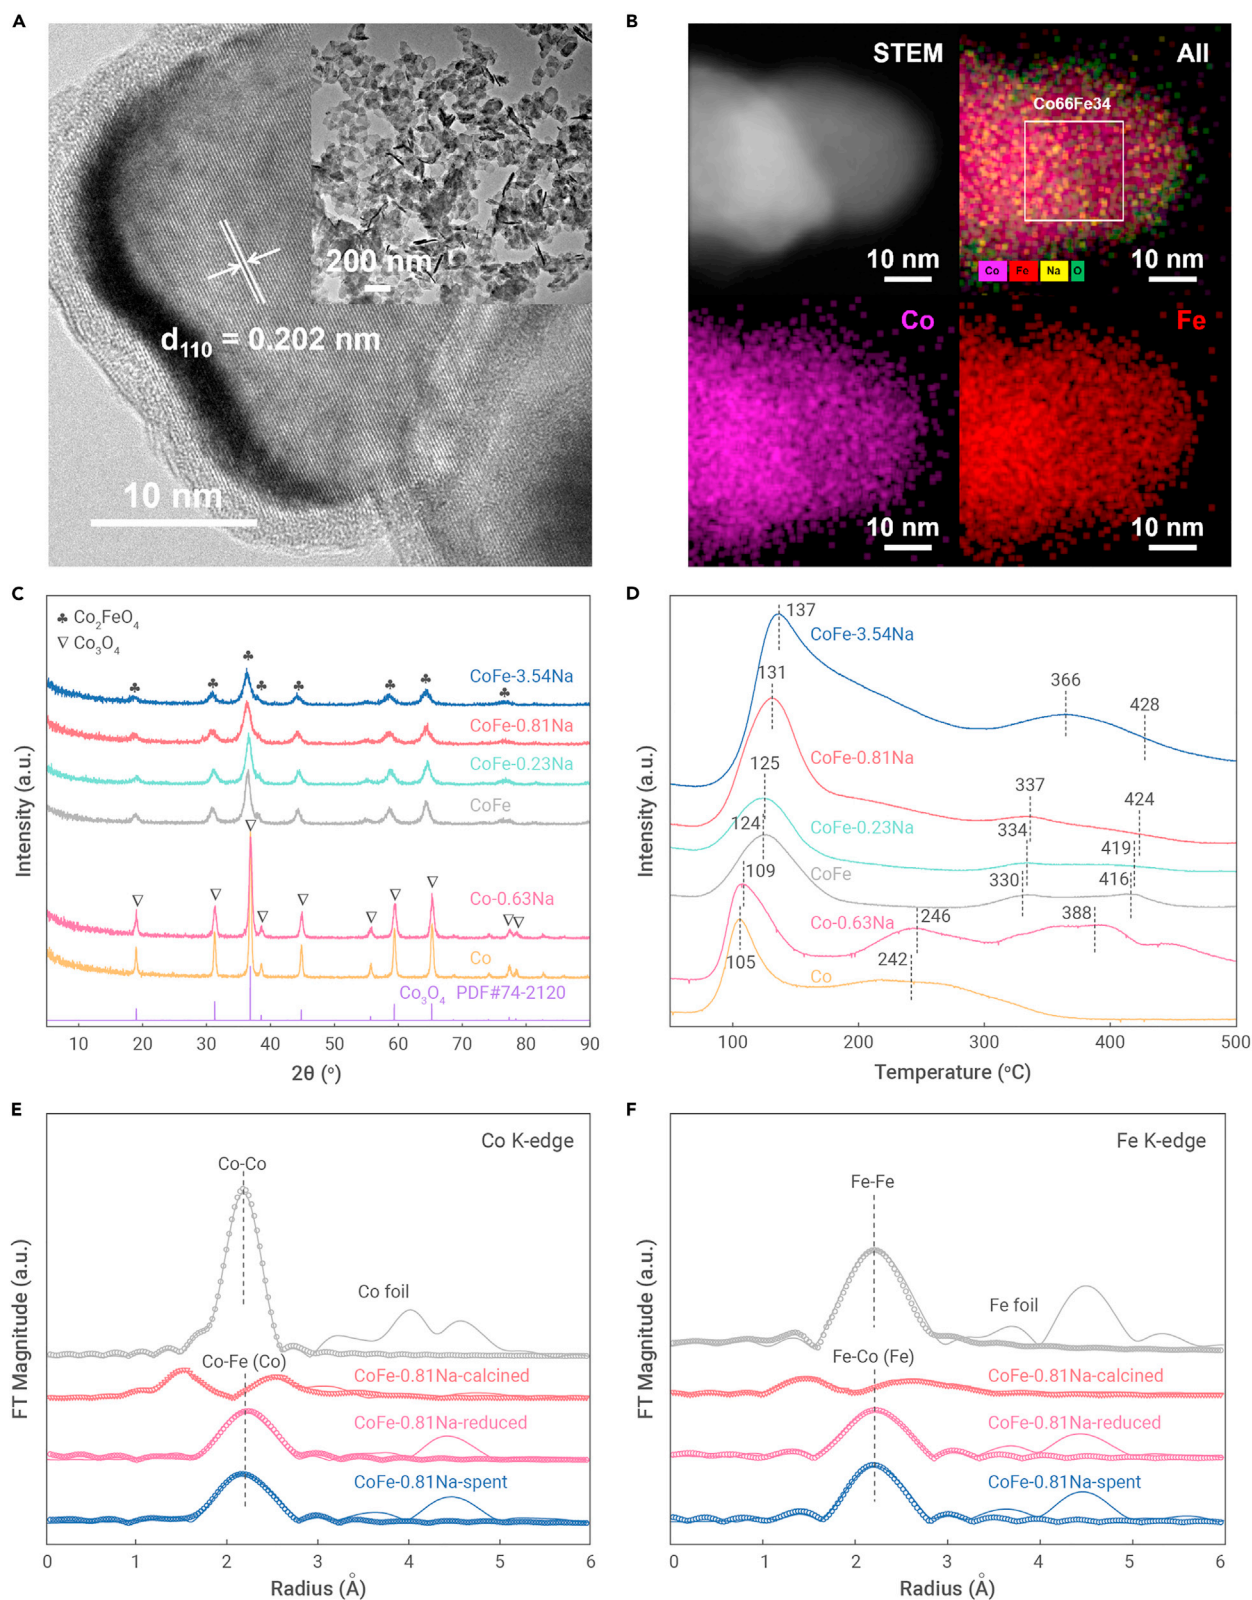 A
200 nm
d₁₁₀ = 0.202 nm
10 nm
B
STEM
All
Co66Fe34
10 nm
10 nm
Co Fe Na O
Co
Fe
10 nm
10 nm
C
♣ Co₂FeO₄
▽ Co₃O₄
CoFe-3.54Na
CoFe-0.81Na
CoFe-0.23Na
CoFe
Co-0.63Na
Co
Co₃O₄ PDF#74-2120
Intensity (a.u.)
10 20 30 40 50 60 70 80 90
2θ (°)
D
137
CoFe-3.54Na
131
366
428
CoFe-0.81Na
125
337
424
CoFe-0.23Na
124
334
419
CoFe
109
330
416
Co-0.63Na
246
388
105
242
Co
Intensity (a.u.)
100 200 300 400 500
Temperature (°C)
E
Co K-edge
Co-Co
Co foil
Co-Fe (Co)
CoFe-0.81Na-calcined
CoFe-0.81Na-reduced
CoFe-0.81Na-spent
FT Magnitude (a.u.)
0 1 2 3 4 5 6
Radius (Å)
F
Fe K-edge
Fe-Fe
Fe foil
Fe-Co (Fe)
CoFe-0.81Na-calcined
CoFe-0.81Na-reduced
CoFe-0.81Na-spent
FT Magnitude (a.u.)
0 1 2 3 4 5 6
Radius (Å)